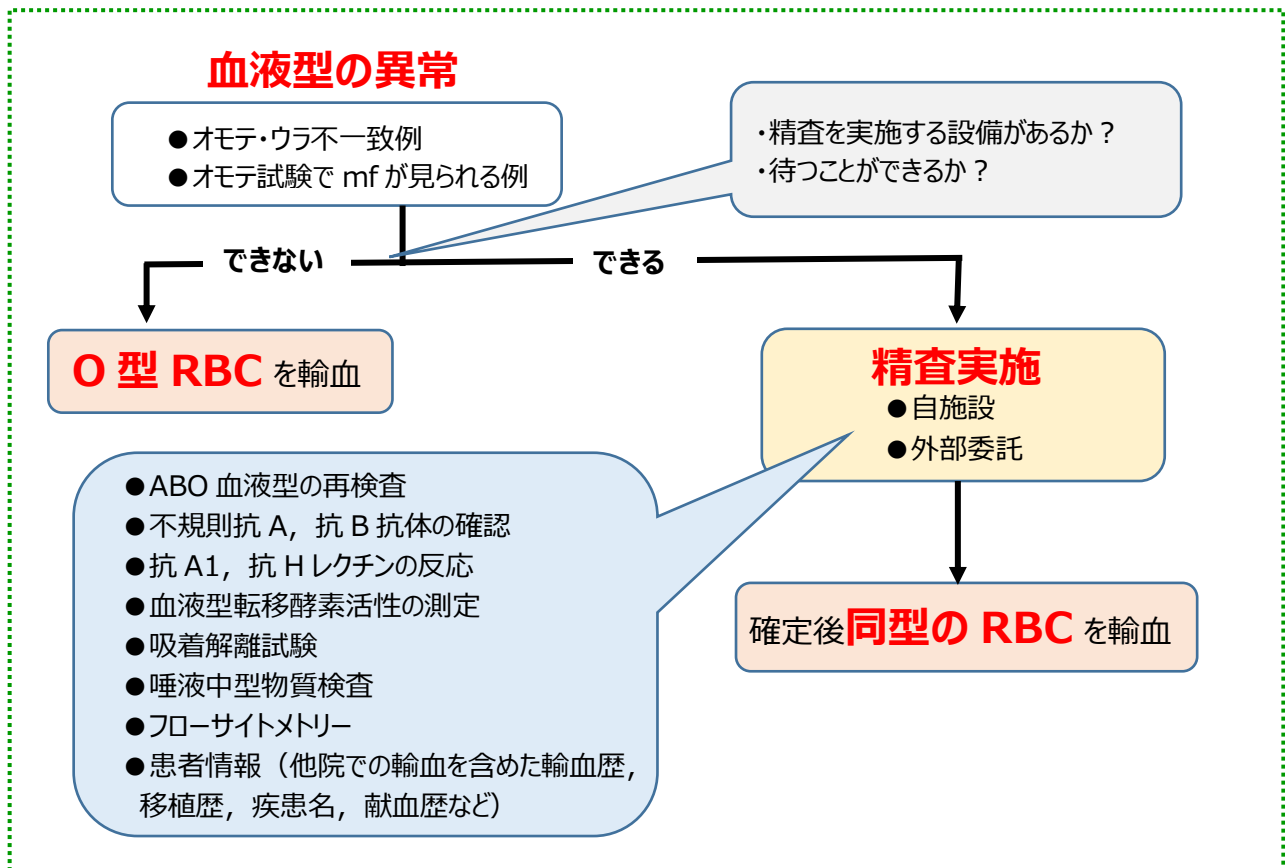 血液型の異常
●オモテ・ウラ不一致例
●オモテ試験で mf が見られる例
・精査を実施する設備があるか？
・待つことができるか？
できない
できる
O 型 RBC を輸血
精査実施
●自施設
●外部委託
●ABO 血液型の再検査
●不規則抗 A，抗 B 抗体の確認
●抗 A1，抗 H レクチンの反応
●血液型転移酵素活性の測定
●吸着解離試験
●唾液中型物質検査
●フローサイトメトリー
●患者情報（他院での輸血を含めた輸血歴，
移植歴，疾患名，献血歴など）
確定後同型の RBC を輸血